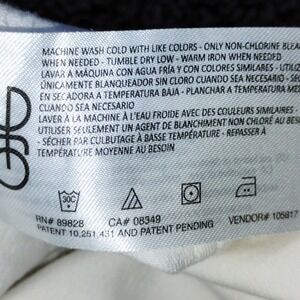 MACHINE WASH COLD WITH LIKE COLORS - ONLY NON-CHLORINE BLEA
WHEN NEEDED - TUMBLE DRY LOW - WARM IRON WHEN NEEDED
LAVAR A MÁQUINA CON AGUA FRÍA Y CON COLORES SIMILARES -
ÚNICAMENTE BLANQUEADOR SIN CLORO CUANDO SEA NECESARIO -
EN SECADORA A TEMPERATURA BAJA - PLANCHAR A TEMPERATURA MED
CUANDO SEA NECESARIO
LAVER À LA MACHINE À L'EAU FROIDE AVEC DES COULEURS SIMILAIRES -
UTILISER SEULEMENT UN AGENT DE BLANCHIMENT NON CHLORÉ AU BESOIN
- SÉCHER PAR CULBUTAGE À BASSE TEMPÉRATURE - REPASSER À
TEMPÉRATURE MOYENNE AU BESOIN
30C
RN# 89828 CA# 08349 VENDOR# 105817
PATENT 10,251,431 AND PATENT PENDING